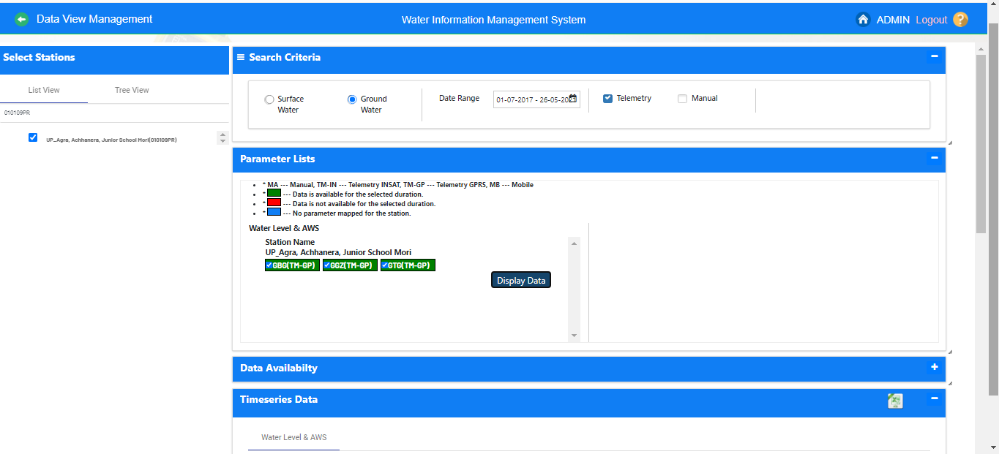 Data View Management
Water Information Management System
ADMIN Logout ?
Select Stations
List View Tree View
010109PR
UP_Agra, Achhanera, Junior School Mori(010109PR)
Search Criteria
Surface Water
Ground Water
Date Range 01-07-2017 - 26-05-20
Telemetry Manual
Parameter Lists
* MA --- Manual, TM-IN --- Telemetry INSAT, TM-GP --- Telemetry GPRS, MB --- Mobile
* --- Data is available for the selected duration.
* --- Data is not available for the selected duration.
* --- No parameter mapped for the station.
Water Level & AWS
Station Name
UP_Agra, Achhanera, Junior School Mori
GBG(TM-GP) GGZ(TM-GP) GTG(TM-GP)
Display Data
Data Availabilty
Timeseries Data
Water Level & AWS